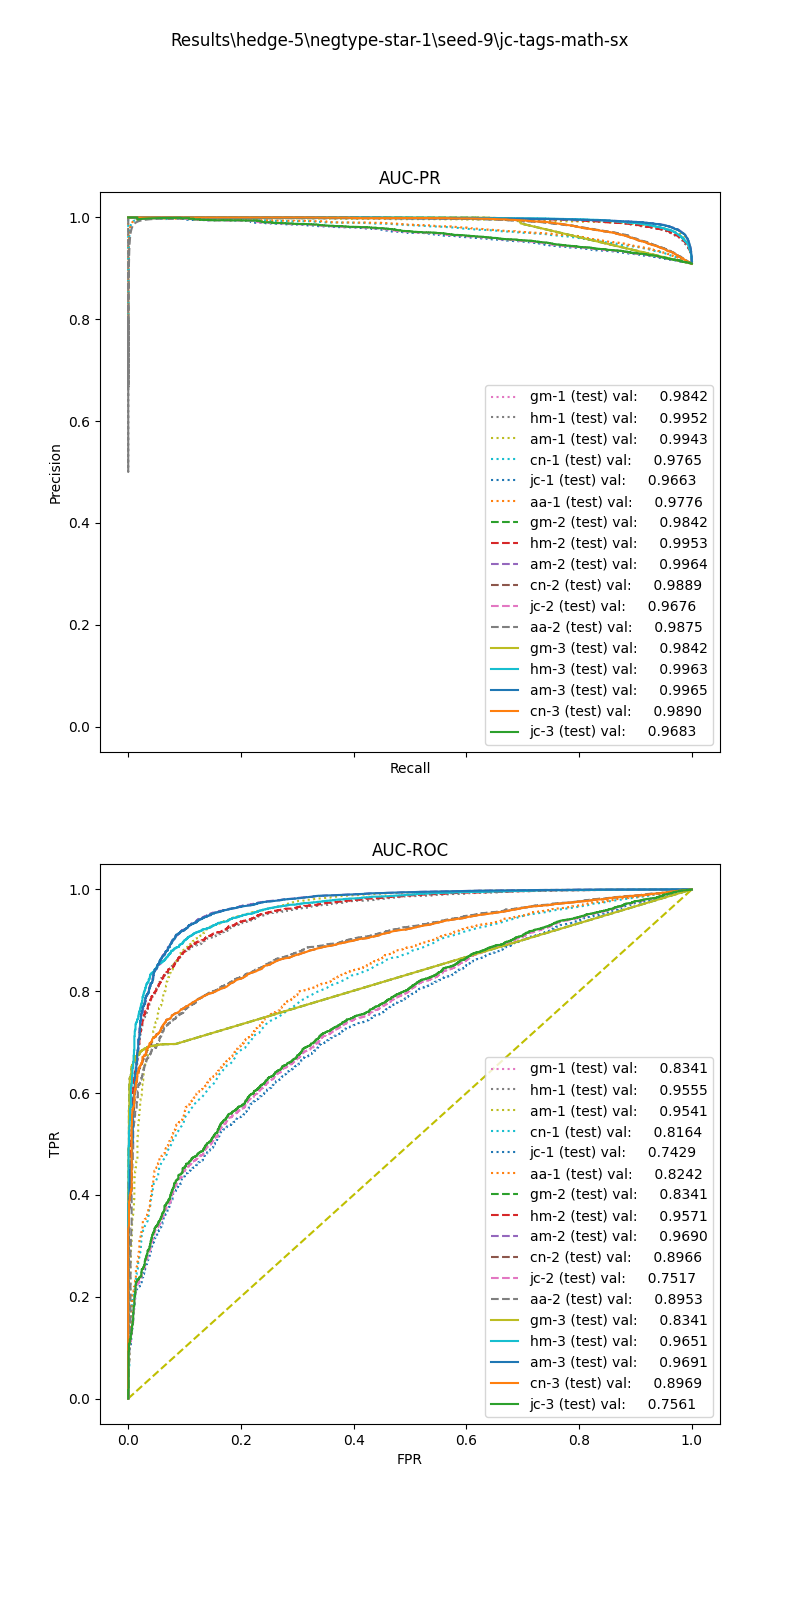 Results\hedge-5\negtype-star-1\seed-9\jc-tags-math-sx
AUC-PR
1.0
0.8
0.6
0.4
0.2
0.0
Precision
gm-1 (test) val: 0.9842
hm-1 (test) val: 0.9952
am-1 (test) val: 0.9943
cn-1 (test) val: 0.9765
jc-1 (test) val: 0.9663
aa-1 (test) val: 0.9776
gm-2 (test) val: 0.9842
hm-2 (test) val: 0.9953
am-2 (test) val: 0.9964
cn-2 (test) val: 0.9889
jc-2 (test) val: 0.9676
aa-2 (test) val: 0.9875
gm-3 (test) val: 0.9842
hm-3 (test) val: 0.9963
am-3 (test) val: 0.9965
cn-3 (test) val: 0.9890
jc-3 (test) val: 0.9683
Recall
AUC-ROC
1.0
0.8
0.6
0.4
0.2
0.0
TPR
gm-1 (test) val: 0.8341
hm-1 (test) val: 0.9555
am-1 (test) val: 0.9541
cn-1 (test) val: 0.8164
jc-1 (test) val: 0.7429
aa-1 (test) val: 0.8242
gm-2 (test) val: 0.8341
hm-2 (test) val: 0.9571
am-2 (test) val: 0.9690
cn-2 (test) val: 0.8966
jc-2 (test) val: 0.7517
aa-2 (test) val: 0.8953
gm-3 (test) val: 0.8341
hm-3 (test) val: 0.9651
am-3 (test) val: 0.9691
cn-3 (test) val: 0.8969
jc-3 (test) val: 0.7561
0.0 0.2 0.4 0.6 0.8 1.0
FPR